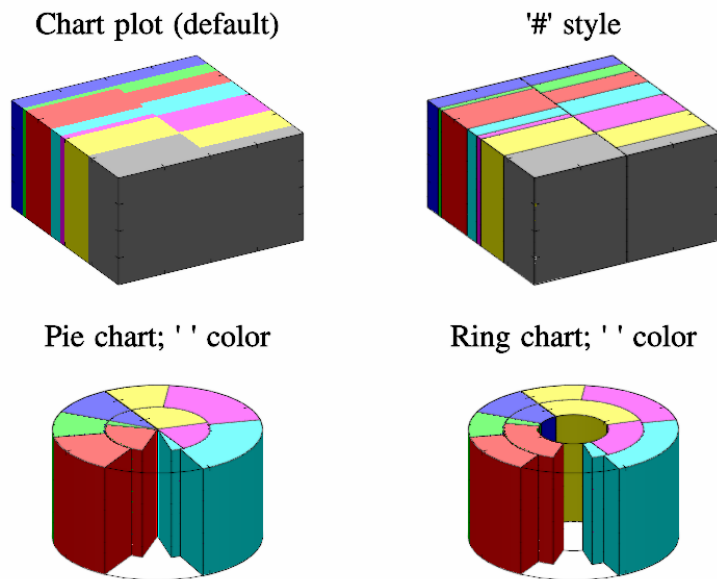 Chart plot (default)
'#' style
Pie chart; ' ' color
Ring chart; ' ' color